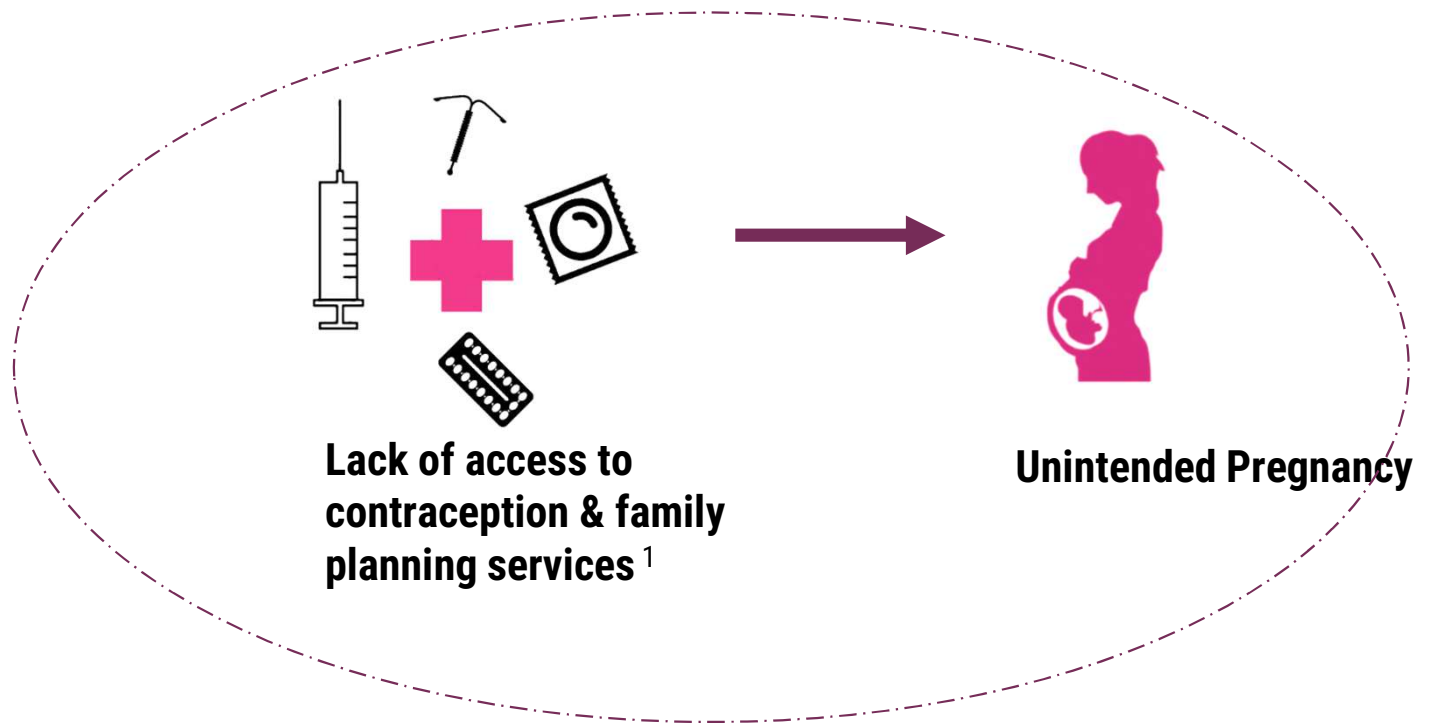 Lack of access to
contraception & family
planning services 1
Unintended Pregnancy